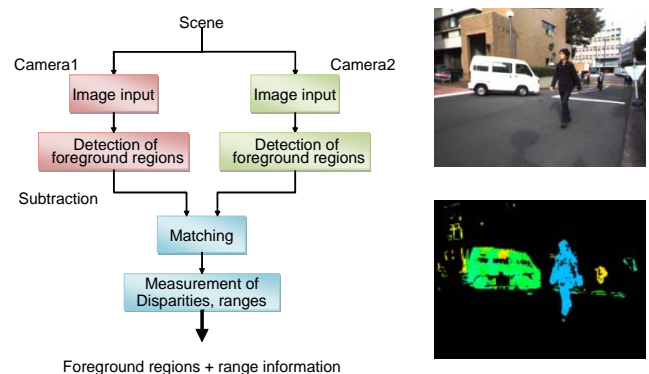 Scene
Camera1
Camera2
Image input
Image input
Detection of
foreground regions
Detection of
foreground regions
Subtraction
Matching
Measurement of
Disparities, ranges
Foreground regions + range information